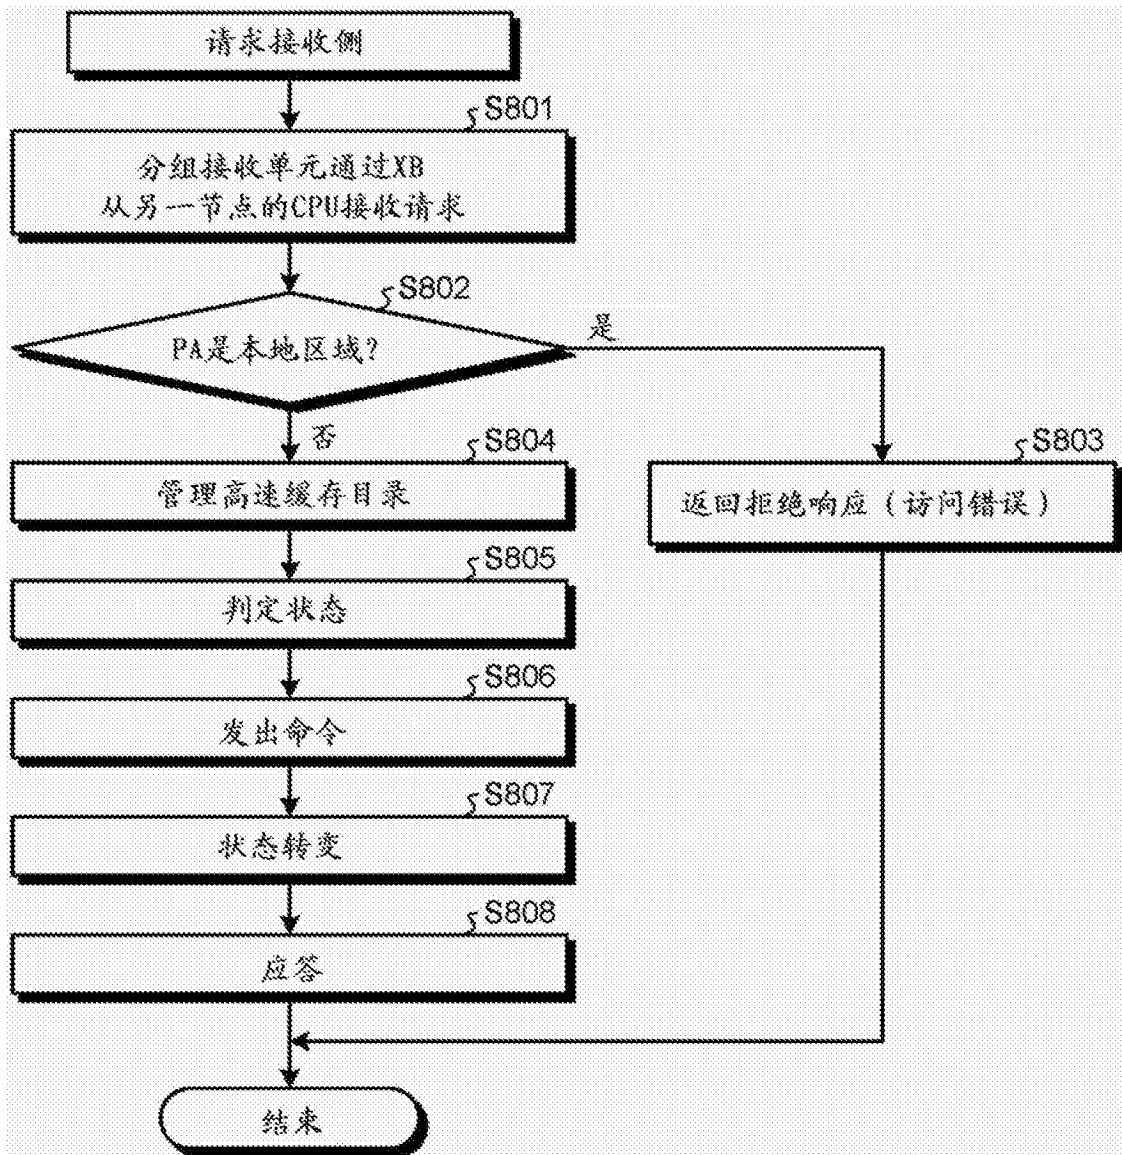 请求接收侧
S801
分组接收单元通过XB
从另一节点的CPU接收请求
S802
PA是本地区域?
是
否
S804
管理高速缓存目录
S803
返回拒绝响应(访问错误)
S805
判定状态
S806
发出命令
S807
状态转变
S808
应答
结束